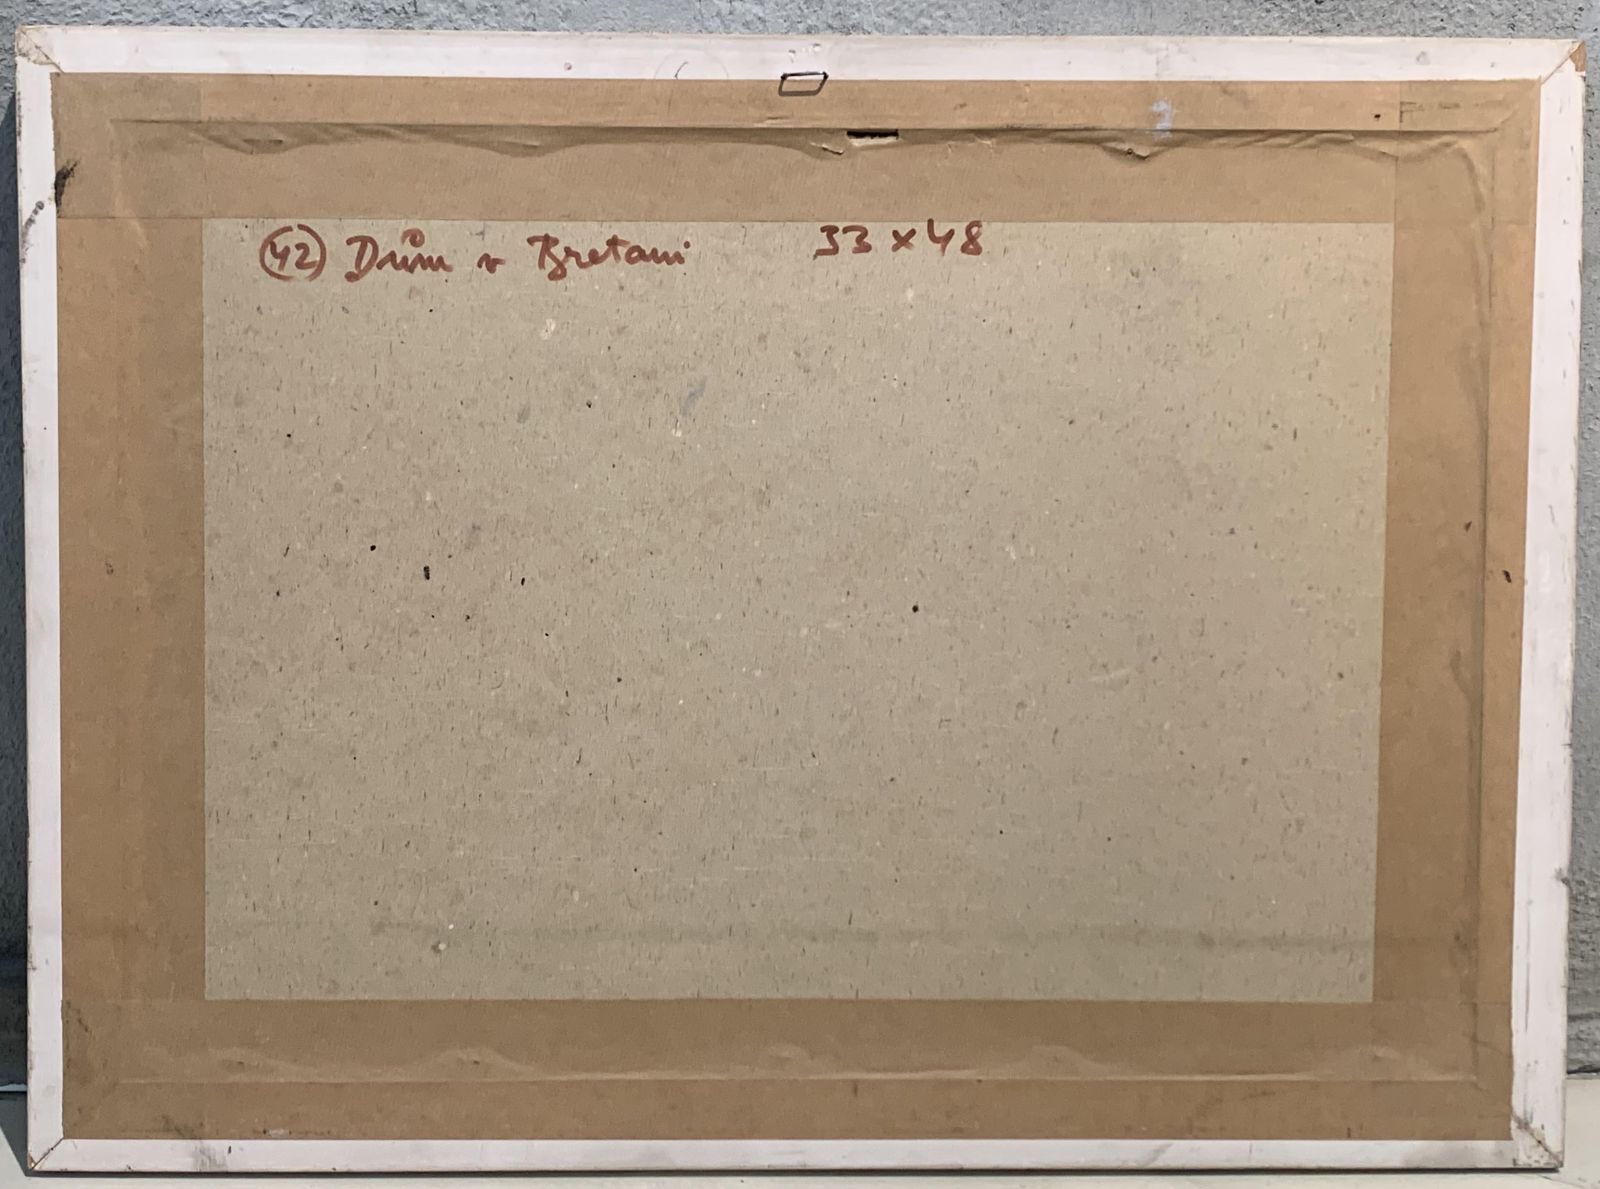 42 Dům v Bretani 33 x 48